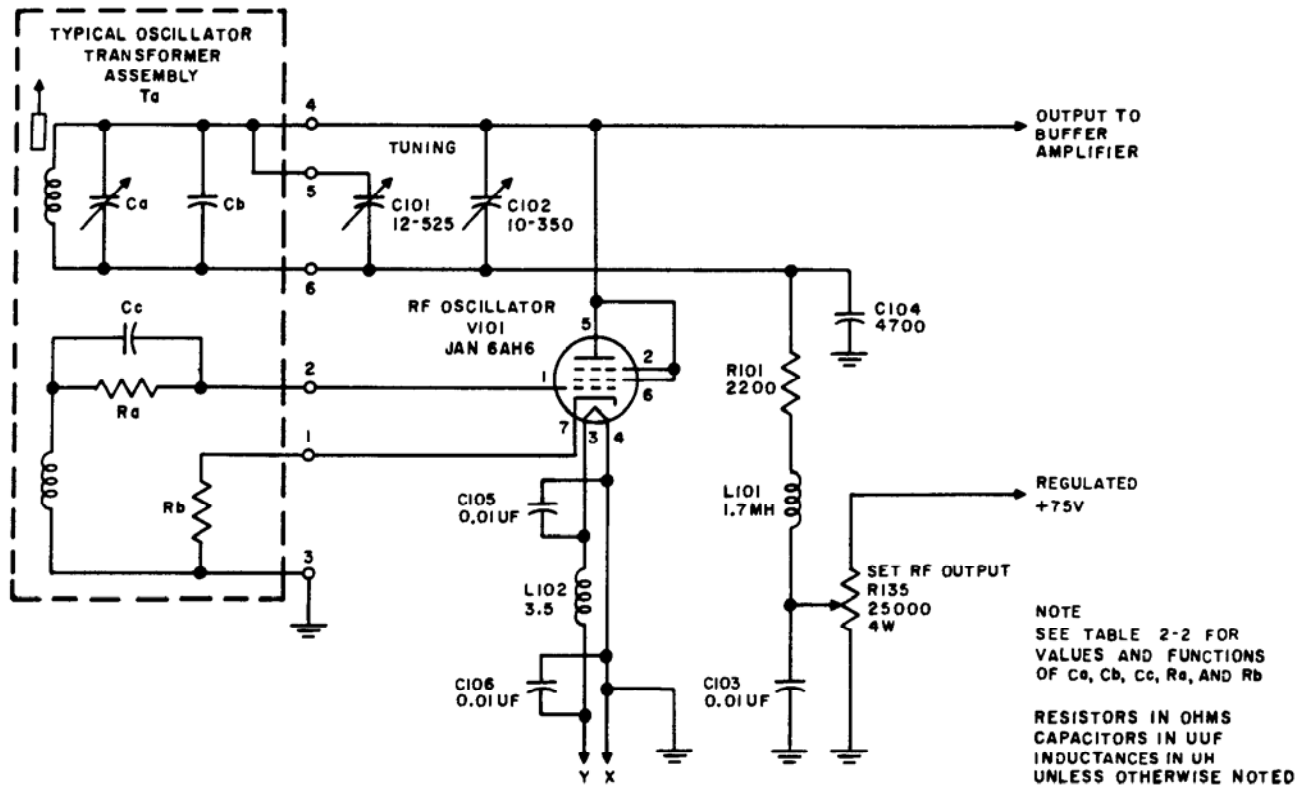 TYPICAL OSCILLATOR
TRANSFORMER
ASSEMBLY
Ta
4
OUTPUT TO
BUFFER
AMPLIFIER
TUNING
5
Ca
Cb
C101
12-525
C102
10-350
6
RF OSCILLATOR
V101
JAN 6AH6
C104
4700
Cc
5
2
2
1
6
Ra
R101
2200
7
3
4
1
Rb
C105
0.01UF
L101
1.7MH
REGULATED
+75V
3
L102
3.5
SET RF OUTPUT
R135
25000
4W
C106
0.01UF
C103
0.01UF
Y
X
NOTE
SEE TABLE 2-2 FOR
VALUES AND FUNCTIONS
OF Ca, Cb, Cc, Ra, AND Rb
RESISTORS IN OHMS
CAPACITORS IN UUF
INDUCTANCES IN UH
UNLESS OTHERWISE NOTED